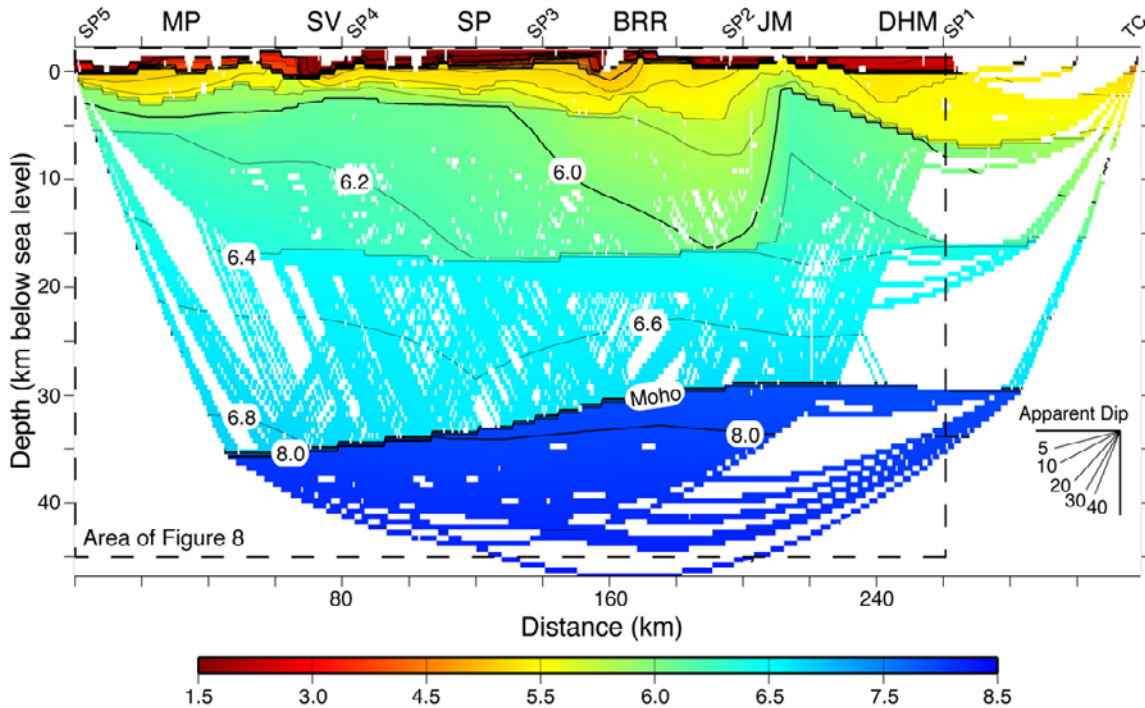 SP5 MP SV SP4 SP SP3 BRR SP2 JM DHM SP1 TC
0
10
20
30
40
Depth (km below sea level)
6.2
6.0
6.4
6.6
6.8
Moho
8.0
8.0
Apparent Dip
5
10
20
30
40
Area of Figure 8
80 160 240
Distance (km)
1.5 3.0 4.5 5.5 6.0 6.5 7.5 8.5